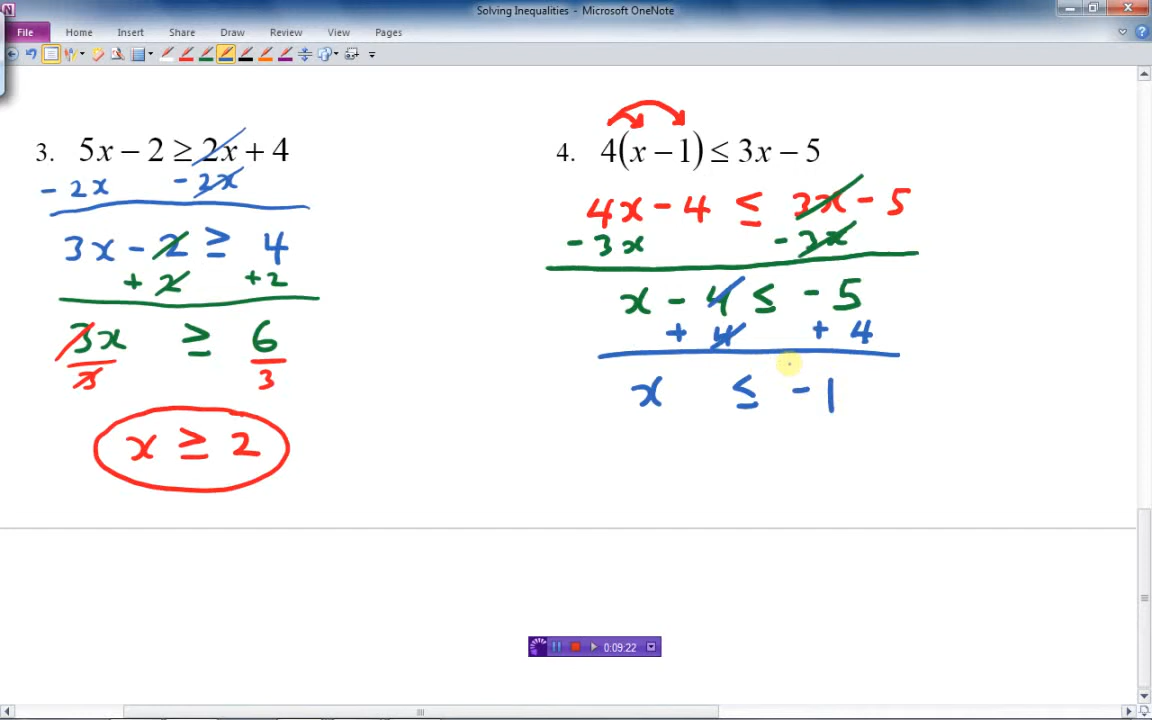 Solving Inequalities - Microsoft OneNote
File Home Insert Share Draw Review View Pages
3. 5x − 2 ≥ 2x + 4
- 2x - 2x
3x - 2 ≥ 4
+ 2 +2
3x ≥ 6
3 3
x ≥ 2
4. 4(x − 1) ≤ 3x − 5
4x - 4 ≤ 3x - 5
- 3x - 3x
x - 4 ≤ - 5
+ 4 + 4
x ≤ - 1
0:09:22